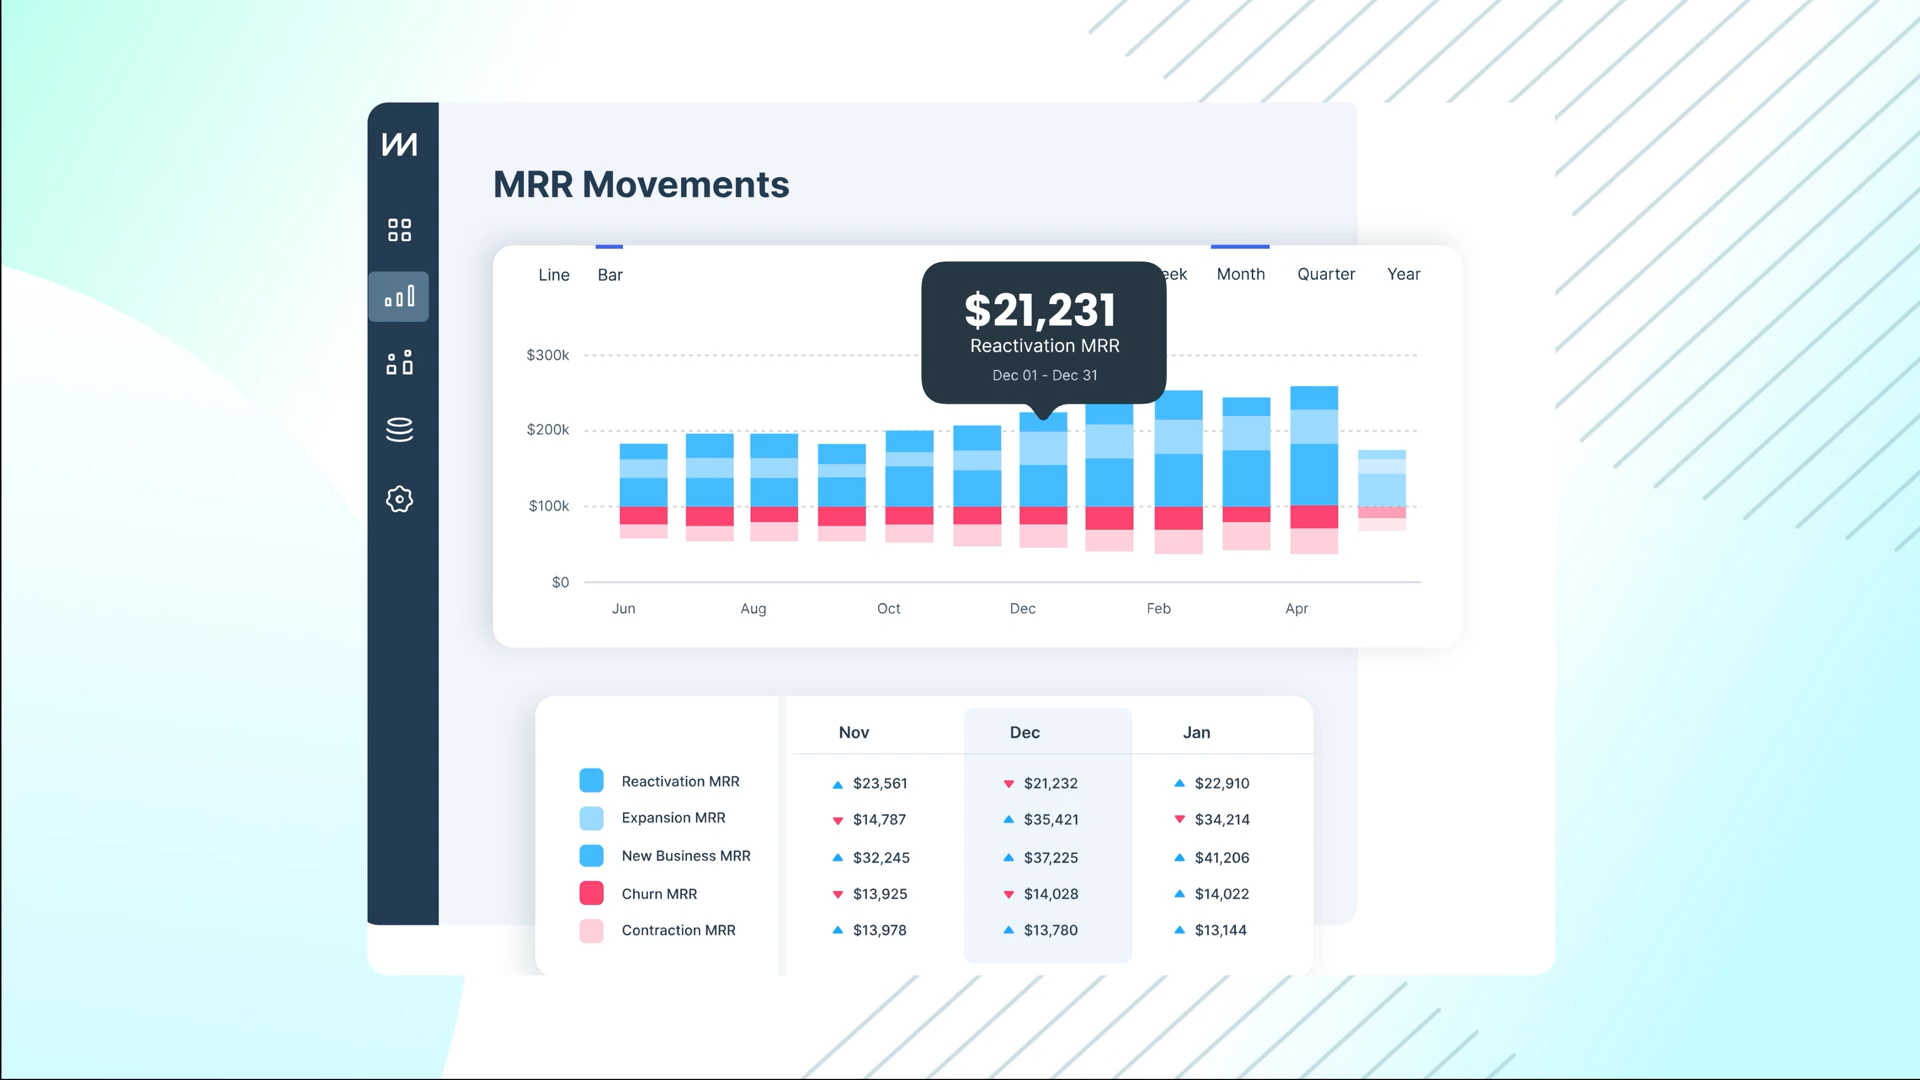 MRR Movements
Line Bar Month Quarter Year
$21,231
Reactivation MRR
Dec 01 - Dec 31
$300k
$200k
$100k
$0
Jun Aug Oct Dec Feb Apr
Nov Dec Jan
Reactivation MRR $23,561 $21,232 $22,910
Expansion MRR $14,787 $35,421 $34,214
New Business MRR $32,245 $37,225 $41,206
Churn MRR $13,925 $14,028 $14,022
Contraction MRR $13,978 $13,780 $13,144